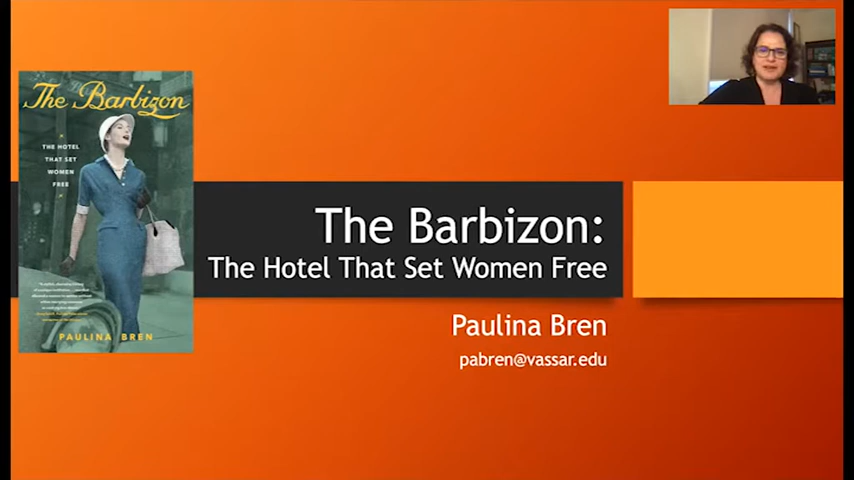 The Barbizon
THE HOTEL
THAT SET
WOMEN
FREE
PAULINA BREN
The Barbizon:
The Hotel That Set Women Free
Paulina Bren
pabren@vassar.edu